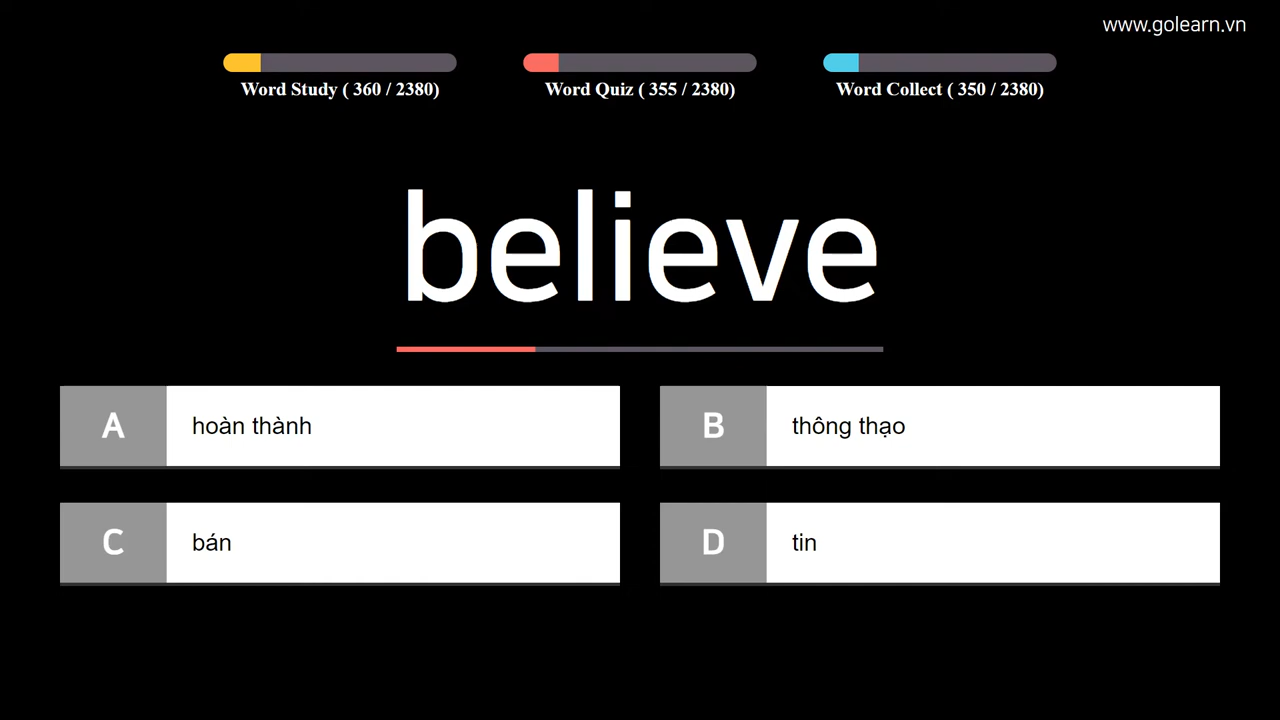 www.golearn.vn
Word Study ( 360 / 2380)
Word Quiz ( 355 / 2380)
Word Collect ( 350 / 2380)
believe
A hoàn thành
B thông thạo
C bán
D tin